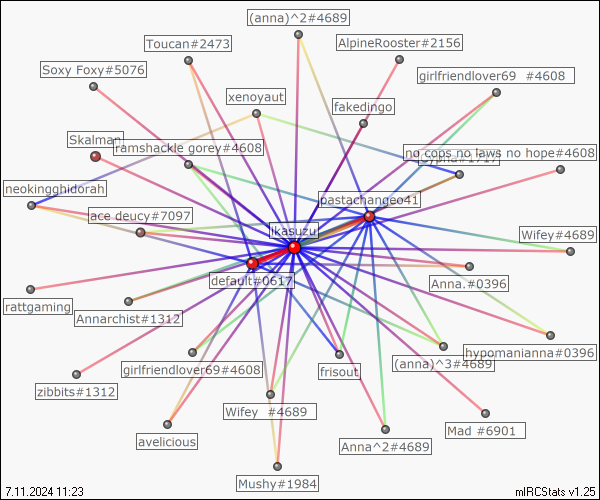 (anna)^2#4689
Toucan#2473
AlpineRooster#2156
Soxy Foxy#5076
girlfriendlover69 #4608
xenoyaut
fakedingo
Skalman
ramshackle gorey#4608
no cops no laws no hope#4608
neokingghidorah
pastachangeo41
ace deucy#7097
ikasuzu
Wifey#4689
default#0617
Anna.#0396
rattgaming
Annarchist#1312
hypomanianna#0396
(anna)^3#4689
girlfriendlover69#4608
frisout
zibbits#1312
Wifey #4689
Mad #6901
avelicious
Anna^2#4689
Mushy#1984
7.11.2024 11:23
mIRCStats v1.25